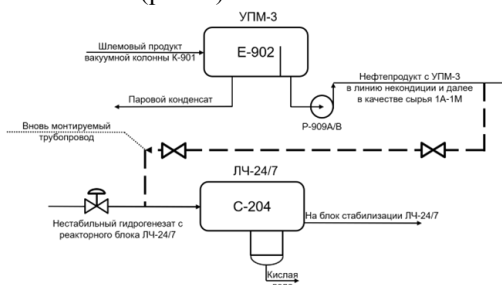 УПМ-3
Шлемовый продукт
вакуумной колонны К-901
Е-902
Нефтепродукт с УПМ-3
в линию некондиции и далее
в качестве сырья 1А-1М
Паровой конденсат
Р-909А/В
Вновь монтируемый
трубопровод
ЛЧ-24/7
С-204
На блок стабилизации ЛЧ-24/7
Нестабильный гидрогенезат с
реакторного блока ЛЧ-24/7
Кислая